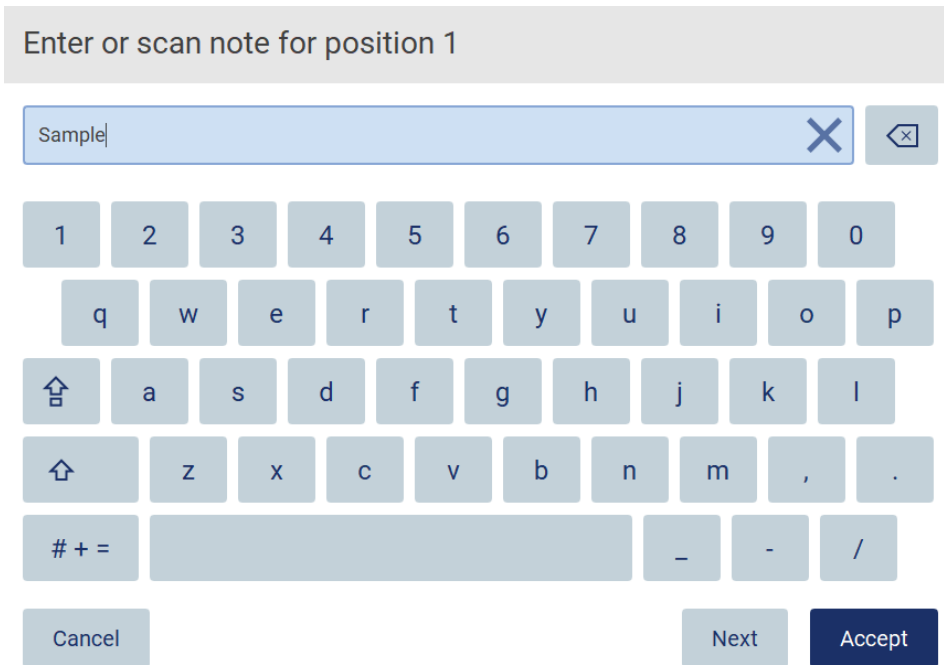 Enter or scan note for position 1
Sample
1 2 3 4 5 6 7 8 9 0
q w e r t y u i o p
a s d f g h j k l
z x c v b n m , .
# + = _ - /
Cancel Next Accept